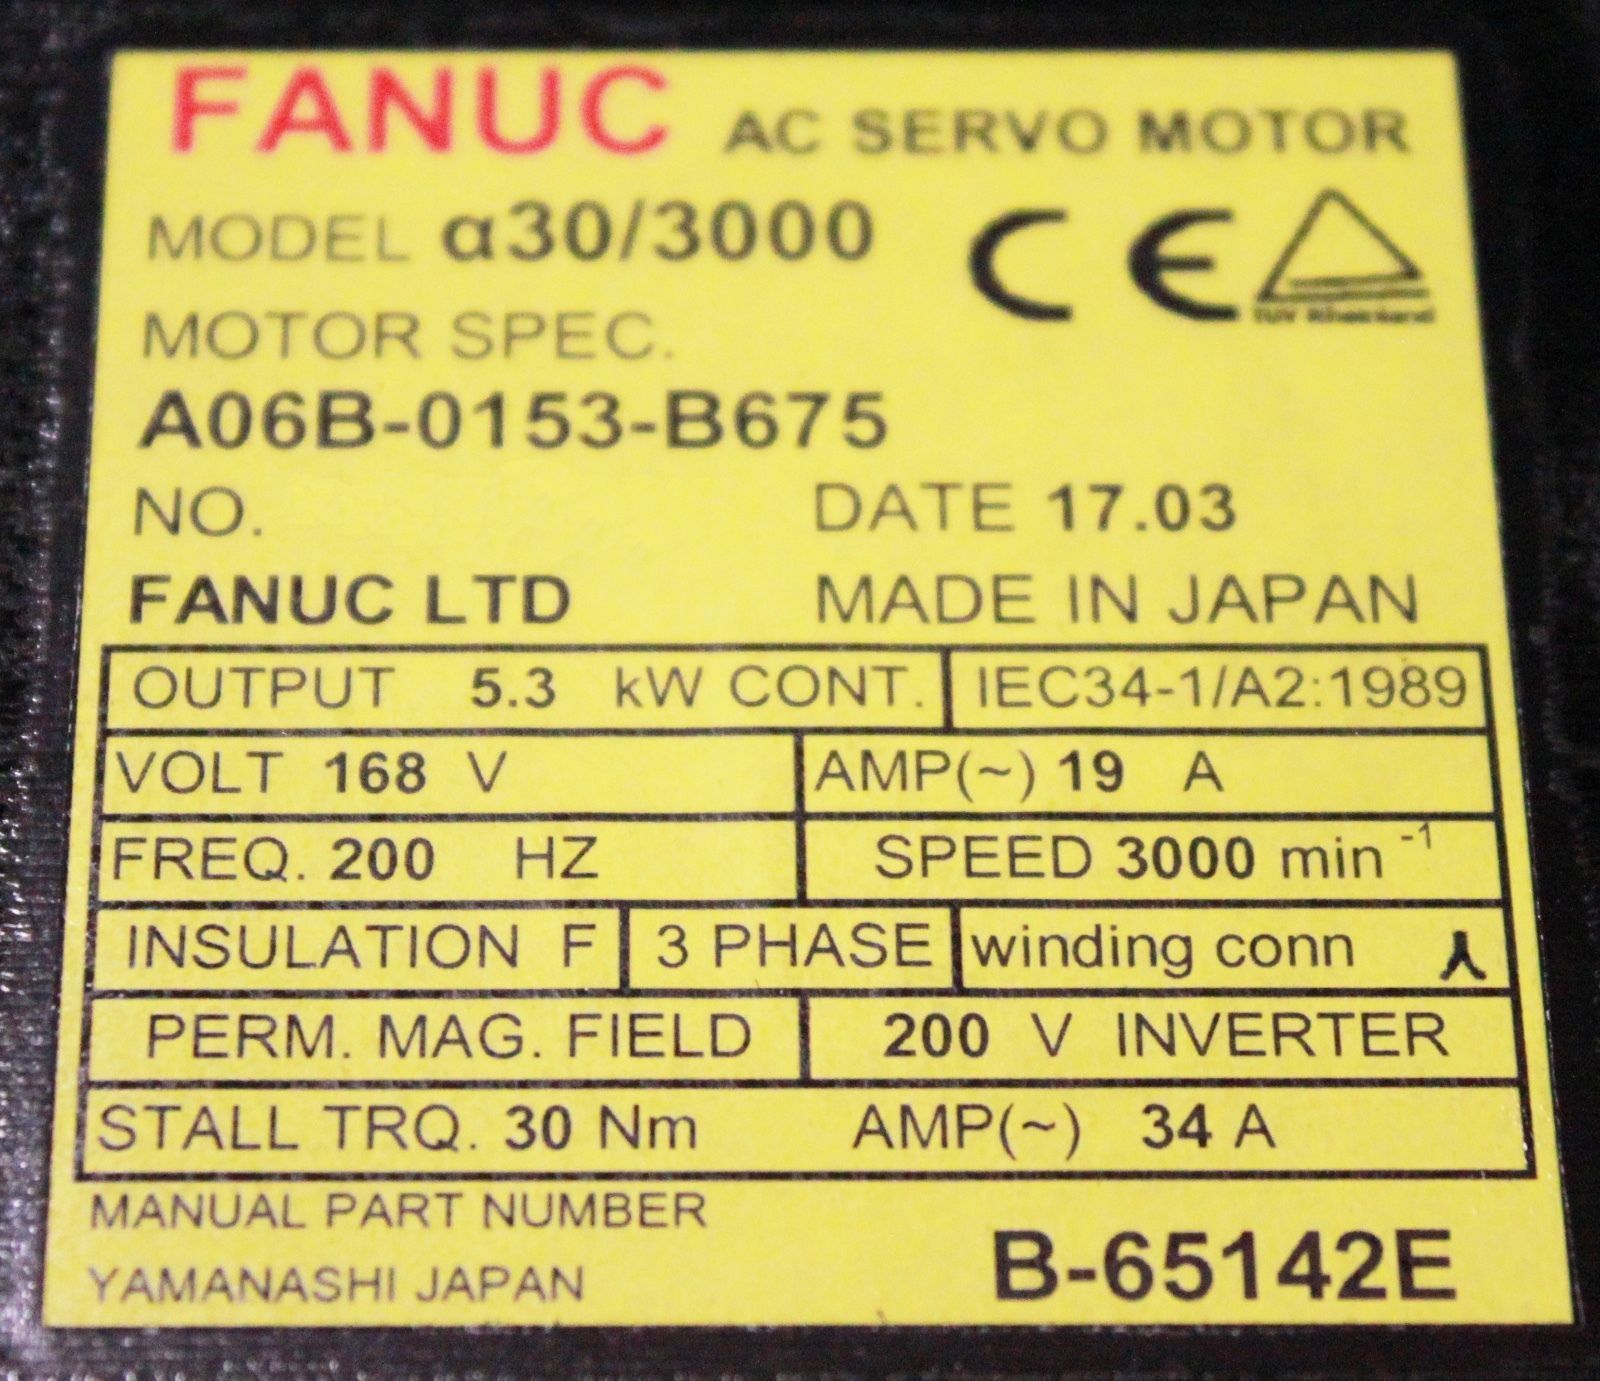 FANUC AC SERVO MOTOR
MODEL α30/3000 CE
TUV Rheinland
MOTOR SPEC.
A06B-0153-B675
NO. DATE 17.03
FANUC LTD MADE IN JAPAN
OUTPUT 5.3 kW CONT. IEC34-1/A2:1989
VOLT 168 V AMP(~) 19 A
FREQ. 200 HZ SPEED 3000 min⁻¹
INSULATION F 3 PHASE winding conn
PERM. MAG. FIELD 200 V INVERTER
STALL TRQ. 30 Nm AMP(~) 34 A
MANUAL PART NUMBER
YAMANASHI JAPAN B-65142E